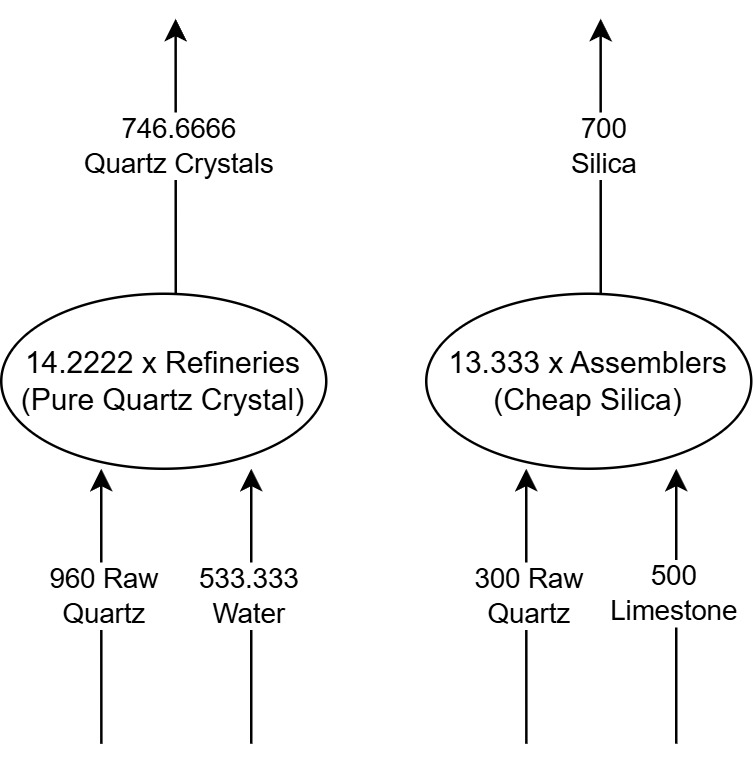 746.6666
Quartz Crystals
700
Silica
14.2222 x Refineries
(Pure Quartz Crystal)
13.333 x Assemblers
(Cheap Silica)
960 Raw
Quartz
533.333
Water
300 Raw
Quartz
500
Limestone